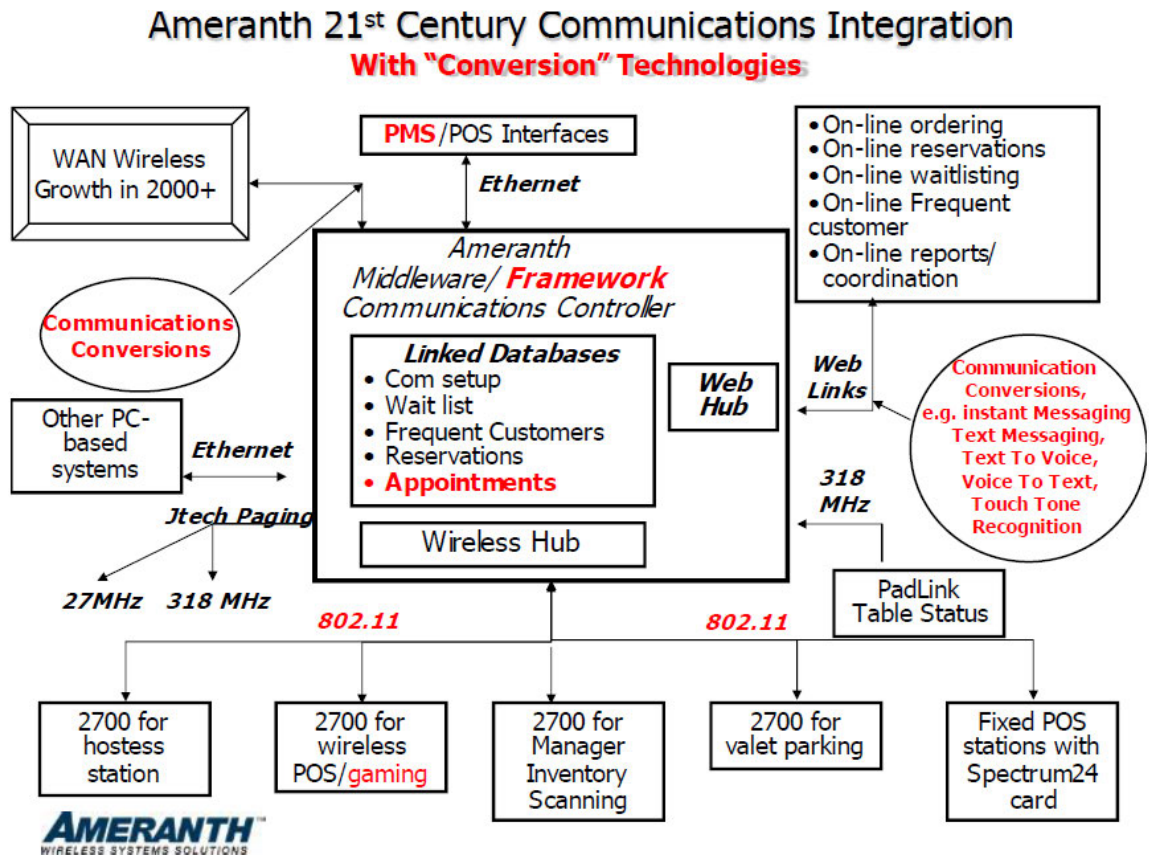 Ameranth 21st Century Communications Integration
With “Conversion” Technologies
WAN Wireless
Growth in 2000+
PMS/POS Interfaces
Ethernet
• On-line ordering
• On-line reservations
• On-line waitlisting
• On-line Frequent
customer
• On-line reports/
coordination
Communications
Conversions
Ameranth
Middleware/ Framework
Communications Controller
Linked Databases
• Com setup
• Wait list
• Frequent Customers
• Reservations
• Appointments
Web
Hub
Wireless Hub
Web
Links
Communication
Conversions,
e.g. instant Messaging
Text Messaging,
Text To Voice,
Voice To Text,
Touch Tone
Recognition
Other PC-
based
systems
Ethernet
Jtech Paging
27MHz
318 MHz
318
MHz
PadLink
Table Status
802.11
802.11
2700 for
hostess
station
2700 for
wireless
POS/gaming
2700 for
Manager
Inventory
Scanning
2700 for
valet parking
Fixed POS
stations with
Spectrum24
card
AMERANTH™
WIRELESS SYSTEMS SOLUTIONS